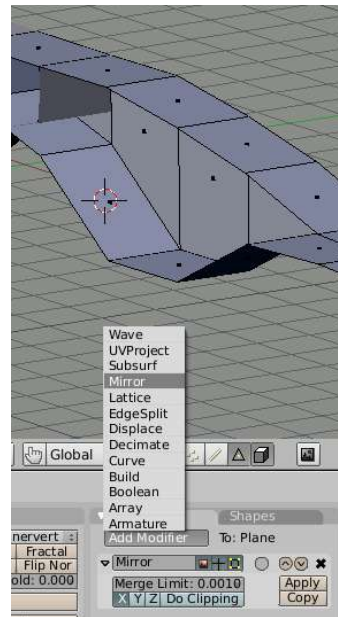 Wave
UVProject
Subsurf
Mirror
Lattice
EdgeSplit
Displace
Decimate
Curve
Build
Boolean
Array
Armature
Global
Shapes
Add Modifier To: Plane
nervert
Fractal
Flip Nor
old: 0.000
Mirror
Merge Limit: 0.0010 Apply
X Y Z Do Clipping Copy